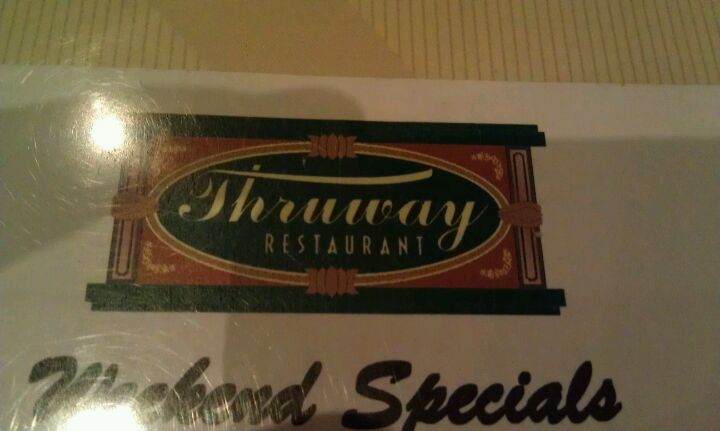 Thruway
RESTAURANT
Weekend Specials